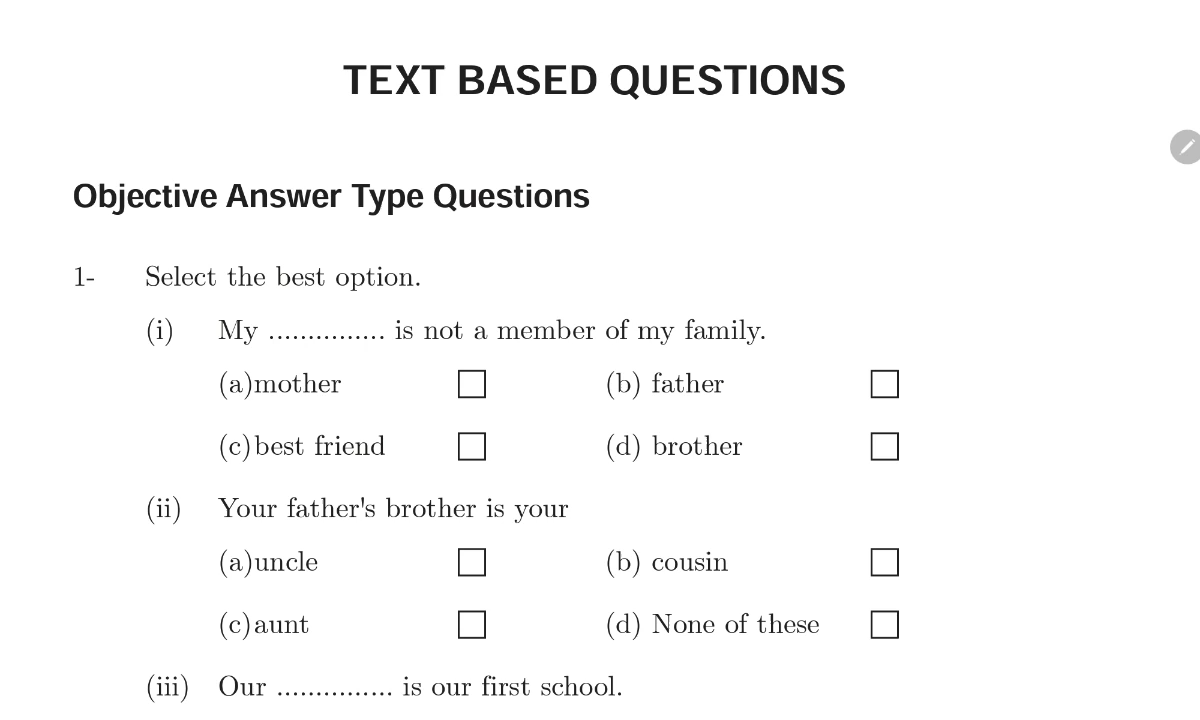 TEXT BASED QUESTIONS
Objective Answer Type Questions
1- Select the best option.
(i) My ............... is not a member of my family.
(a)mother (b) father
(c)best friend (d) brother
(ii) Your father's brother is your
(a)uncle (b) cousin
(c)aunt (d) None of these
(iii) Our ............... is our first school.